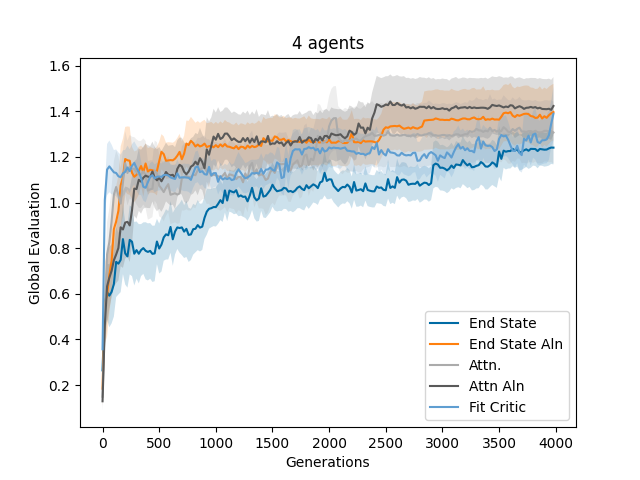 4 agents
1.6
1.4
1.2
1.0
0.8
0.6
0.4
0.2
Global Evaluation
End State
End State Aln
Attn.
Attn Aln
Fit Critic
0 500 1000 1500 2000 2500 3000 3500 4000
Generations